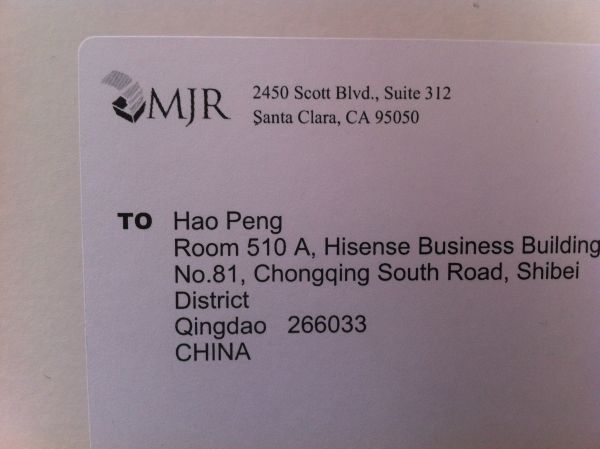 MJR
2450 Scott Blvd., Suite 312
Santa Clara, CA 95050
TO Hao Peng
Room 510 A, Hisense Business Building
No.81, Chongqing South Road, Shibei
District
Qingdao 266033
CHINA